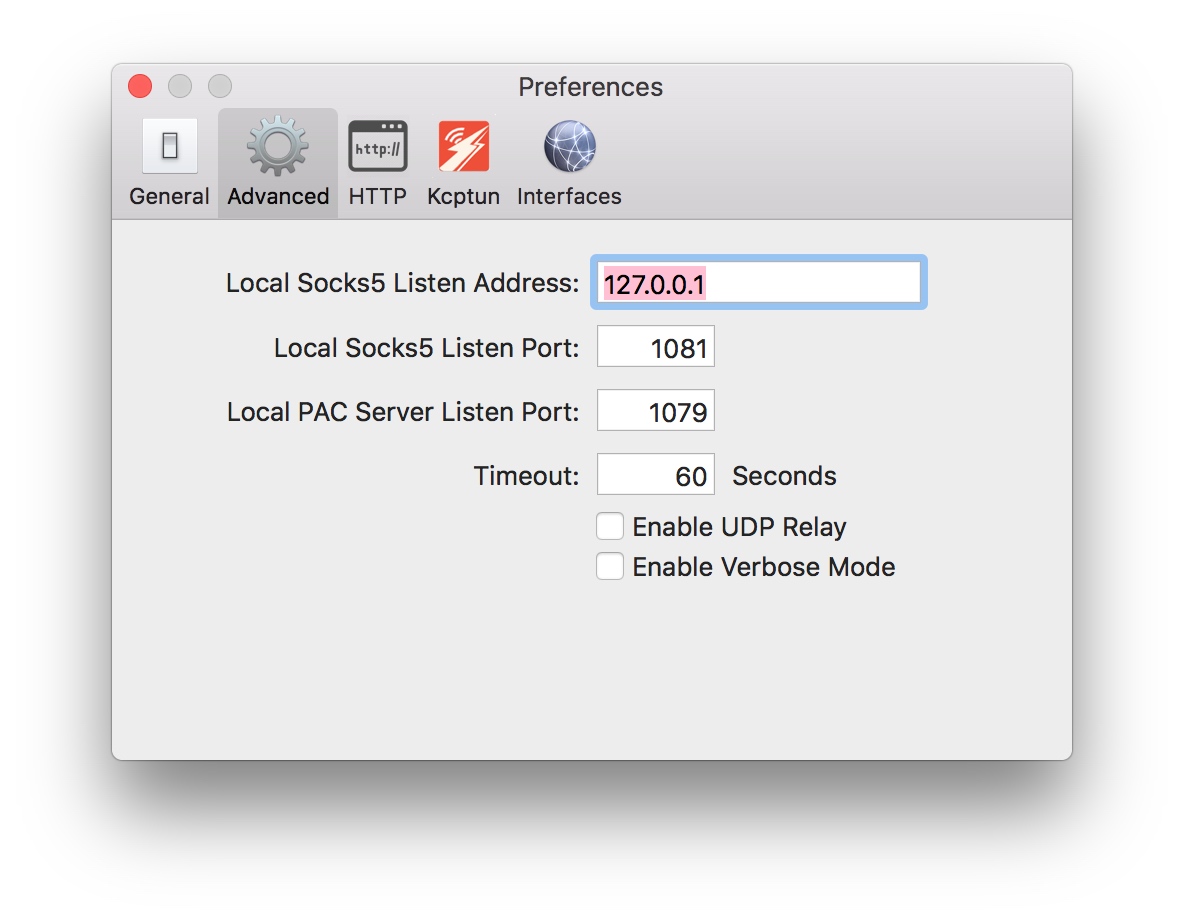 Preferences
General Advanced HTTP Kcptun Interfaces
http://
Local Socks5 Listen Address: 127.0.0.1
Local Socks5 Listen Port: 1081
Local PAC Server Listen Port: 1079
Timeout: 60 Seconds
Enable UDP Relay
Enable Verbose Mode